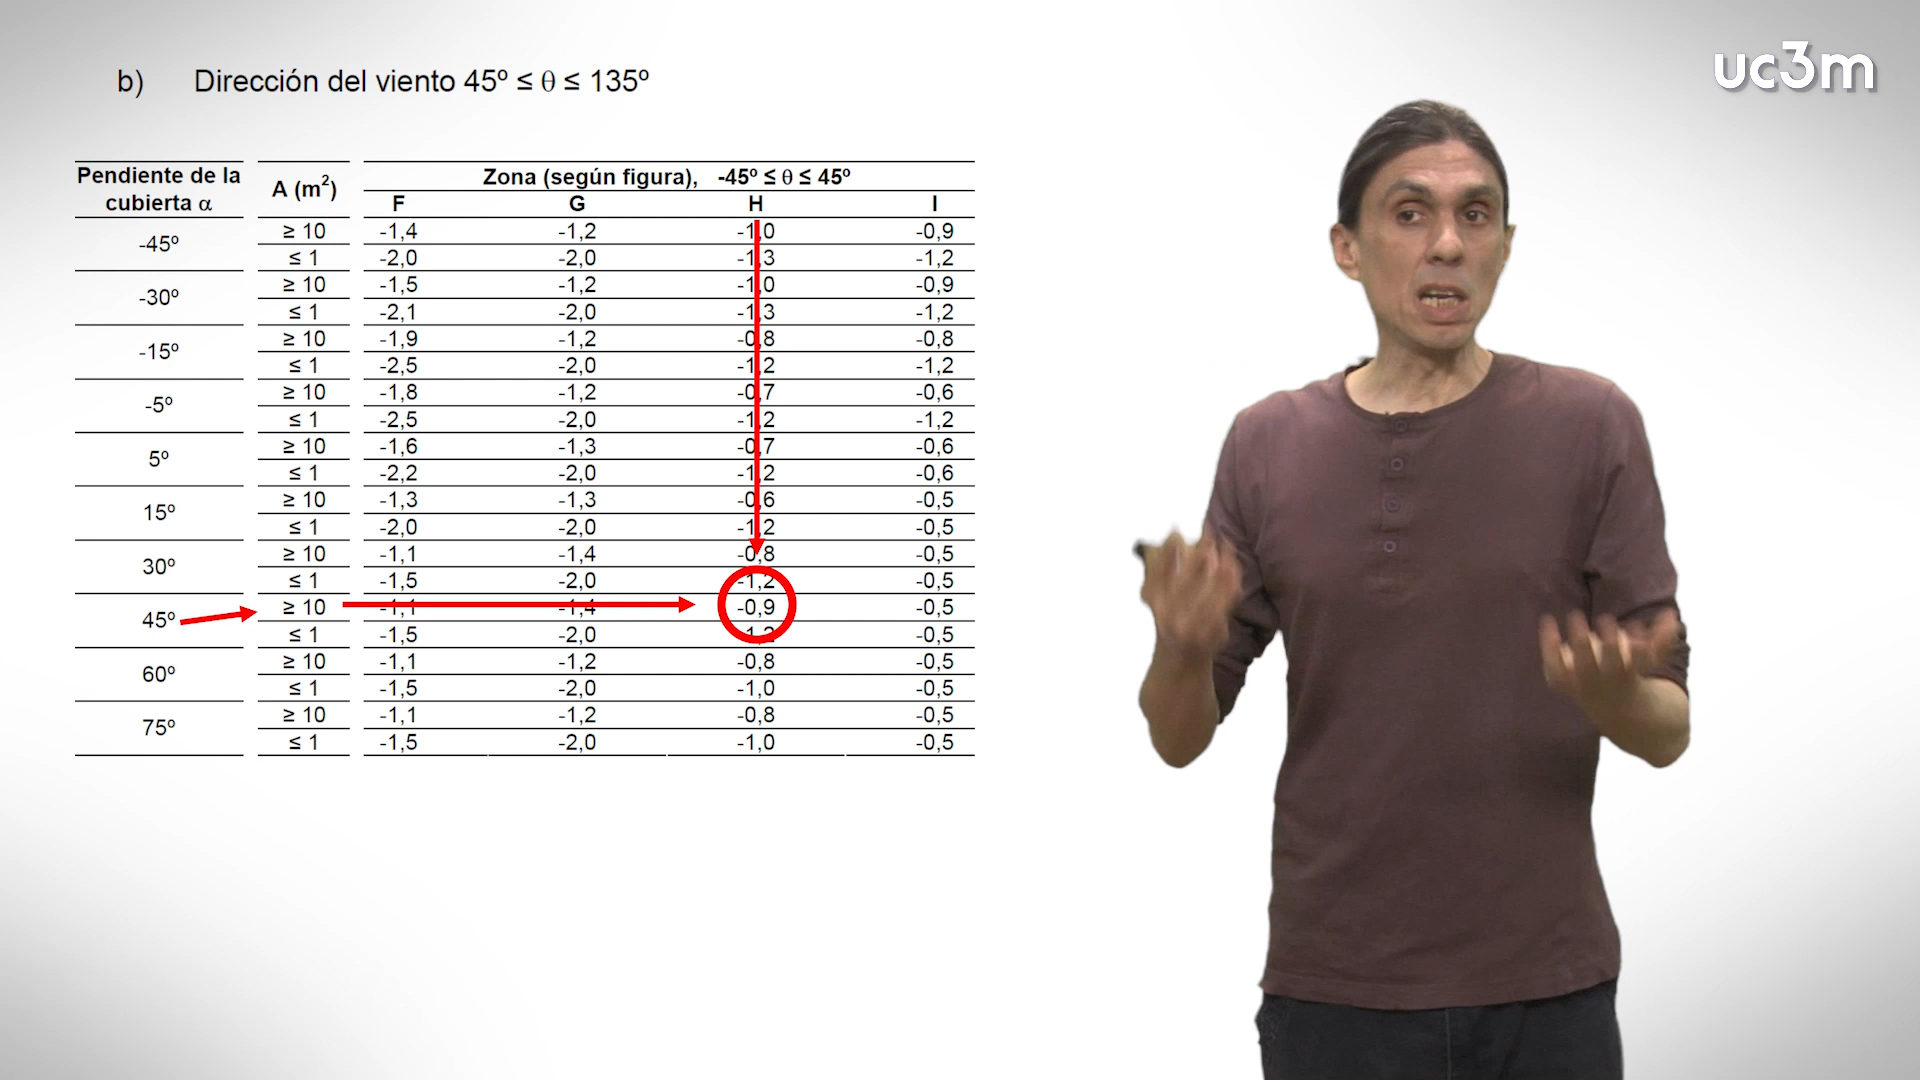 uc3m
b) Dirección del viento 45º ≤ θ ≤ 135º
Pendiente de la cubierta α A (m²) Zona (según figura), -45º ≤ θ ≤ 45º
F G H I
-45º ≥ 10 -1,4 -1,2 -1,0 -0,9
≤ 1 -2,0 -2,0 -1,3 -1,2
-30º ≥ 10 -1,5 -1,2 -1,0 -0,9
≤ 1 -2,1 -2,0 -1,3 -1,2
-15º ≥ 10 -1,9 -1,2 -0,8 -0,8
≤ 1 -2,5 -2,0 -1,2 -1,2
-5º ≥ 10 -1,8 -1,2 -0,7 -0,6
≤ 1 -2,5 -2,0 -1,2 -1,2
5º ≥ 10 -1,6 -1,3 -0,7 -0,6
≤ 1 -2,2 -2,0 -1,2 -0,6
15º ≥ 10 -1,3 -1,3 -0,6 -0,5
≤ 1 -2,0 -2,0 -1,2 -0,5
30º ≥ 10 -1,1 -1,4 -0,8 -0,5
≤ 1 -1,5 -2,0 -1,2 -0,5
45º ≥ 10 -1,1 -1,4 -0,9 -0,5
≤ 1 -1,5 -2,0 -1,2 -0,5
60º ≥ 10 -1,1 -1,2 -0,8 -0,5
≤ 1 -1,5 -2,0 -1,0 -0,5
75º ≥ 10 -1,1 -1,2 -0,8 -0,5
≤ 1 -1,5 -2,0 -1,0 -0,5